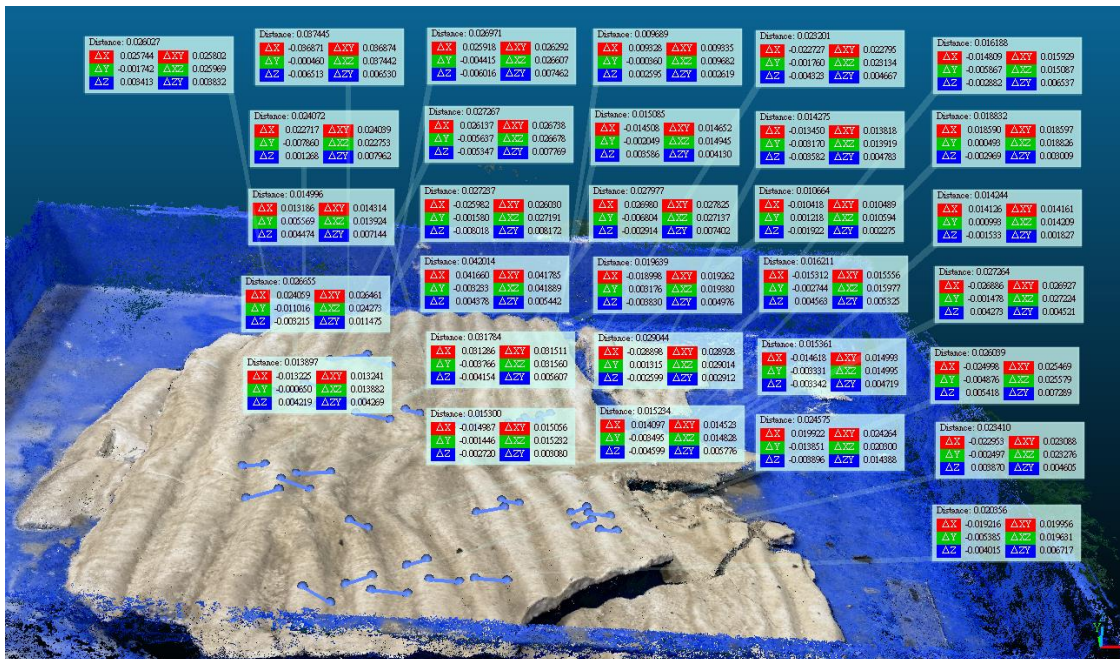 Distance: 0.026027
ΔX 0.025744 ΔXY 0.025802
ΔY -0.001742 ΔXZ 0.025969
ΔZ 0.003413 ΔZY 0.003832
Distance: 0.037445
ΔX -0.036871 ΔXY 0.036874
ΔY -0.000460 ΔXZ 0.037442
ΔZ -0.006513 ΔZY 0.006530
Distance: 0.026971
ΔX 0.025918 ΔXY 0.026292
ΔY -0.004415 ΔXZ 0.026607
ΔZ -0.006016 ΔZY 0.007462
Distance: 0.009689
ΔX 0.009328 ΔXY 0.009335
ΔY -0.000360 ΔXZ 0.009682
ΔZ 0.002595 ΔZY 0.002619
Distance: 0.023201
ΔX -0.022727 ΔXY 0.022795
ΔY -0.001760 ΔXZ 0.023134
ΔZ -0.004323 ΔZY 0.004667
Distance: 0.016188
ΔX -0.014809 ΔXY 0.015929
ΔY -0.005867 ΔXZ 0.015087
ΔZ -0.002882 ΔZY 0.006537
Distance: 0.024072
ΔX 0.022717 ΔXY 0.024039
ΔY -0.007860 ΔXZ 0.022753
ΔZ 0.001268 ΔZY 0.007962
Distance: 0.027267
ΔX 0.026137 ΔXY 0.026738
ΔY -0.005637 ΔXZ 0.026678
ΔZ -0.005347 ΔZY 0.007769
Distance: 0.015085
ΔX -0.014508 ΔXY 0.014652
ΔY -0.002049 ΔXZ 0.014945
ΔZ 0.003586 ΔZY 0.004130
Distance: 0.014275
ΔX -0.013450 ΔXY 0.013818
ΔY -0.003170 ΔXZ 0.013919
ΔZ -0.003582 ΔZY 0.004783
Distance: 0.018832
ΔX 0.018590 ΔXY 0.018597
ΔY 0.000493 ΔXZ 0.018826
ΔZ -0.002969 ΔZY 0.003009
Distance: 0.014996
ΔX 0.013186 ΔXY 0.014314
ΔY 0.005569 ΔXZ 0.013924
ΔZ 0.004474 ΔZY 0.007144
Distance: 0.027237
ΔX -0.025982 ΔXY 0.026030
ΔY -0.001580 ΔXZ 0.027191
ΔZ -0.008018 ΔZY 0.008172
Distance: 0.027977
ΔX 0.026980 ΔXY 0.027825
ΔY -0.006804 ΔXZ 0.027137
ΔZ -0.002914 ΔZY 0.007402
Distance: 0.010664
ΔX -0.010418 ΔXY 0.010489
ΔY 0.001218 ΔXZ 0.010594
ΔZ -0.001922 ΔZY 0.002275
Distance: 0.014244
ΔX 0.014126 ΔXY 0.014161
ΔY 0.000993 ΔXZ 0.014209
ΔZ -0.001533 ΔZY 0.001827
Distance: 0.026655
ΔX 0.024059 ΔXY 0.026461
ΔY -0.011016 ΔXZ 0.024273
ΔZ -0.003215 ΔZY 0.011475
Distance: 0.042014
ΔX 0.041660 ΔXY 0.041785
ΔY -0.003233 ΔXZ 0.041889
ΔZ 0.004378 ΔZY 0.005442
Distance: 0.019639
ΔX -0.018998 ΔXY 0.019262
ΔY 0.003176 ΔXZ 0.019380
ΔZ -0.003830 ΔZY 0.004976
Distance: 0.016211
ΔX -0.015312 ΔXY 0.015556
ΔY -0.002744 ΔXZ 0.015977
ΔZ 0.004563 ΔZY 0.005325
Distance: 0.027264
ΔX -0.026886 ΔXY 0.026927
ΔY -0.001478 ΔXZ 0.027224
ΔZ 0.004273 ΔZY 0.004521
Distance: 0.013897
ΔX -0.013225 ΔXY 0.013241
ΔY -0.000650 ΔXZ 0.013882
ΔZ 0.004219 ΔZY 0.004269
Distance: 0.031784
ΔX 0.031286 ΔXY 0.031511
ΔY -0.003766 ΔXZ 0.031560
ΔZ -0.004154 ΔZY 0.005607
Distance: 0.029044
ΔX -0.028898 ΔXY 0.028928
ΔY 0.001315 ΔXZ 0.029014
ΔZ -0.002599 ΔZY 0.002912
Distance: 0.015361
ΔX -0.014618 ΔXY 0.014993
ΔY -0.003331 ΔXZ 0.014995
ΔZ -0.003342 ΔZY 0.004719
Distance: 0.026039
ΔX -0.024998 ΔXY 0.025469
ΔY -0.004876 ΔXZ 0.025579
ΔZ -0.005418 ΔZY 0.007289
Distance: 0.015300
ΔX -0.014987 ΔXY 0.015056
ΔY -0.001446 ΔXZ 0.015232
ΔZ -0.002720 ΔZY 0.003080
Distance: 0.015234
ΔX 0.014097 ΔXY 0.014523
ΔY -0.003495 ΔXZ 0.014828
ΔZ -0.004599 ΔZY 0.005776
Distance: 0.024575
ΔX 0.019922 ΔXY 0.024264
ΔY -0.013851 ΔXZ 0.020300
ΔZ -0.003896 ΔZY 0.014388
Distance: 0.023410
ΔX -0.022953 ΔXY 0.023088
ΔY -0.002497 ΔXZ 0.023276
ΔZ 0.003870 ΔZY 0.004605
Distance: 0.020356
ΔX -0.019216 ΔXY 0.019956
ΔY -0.005385 ΔXZ 0.019631
ΔZ -0.004015 ΔZY 0.006717